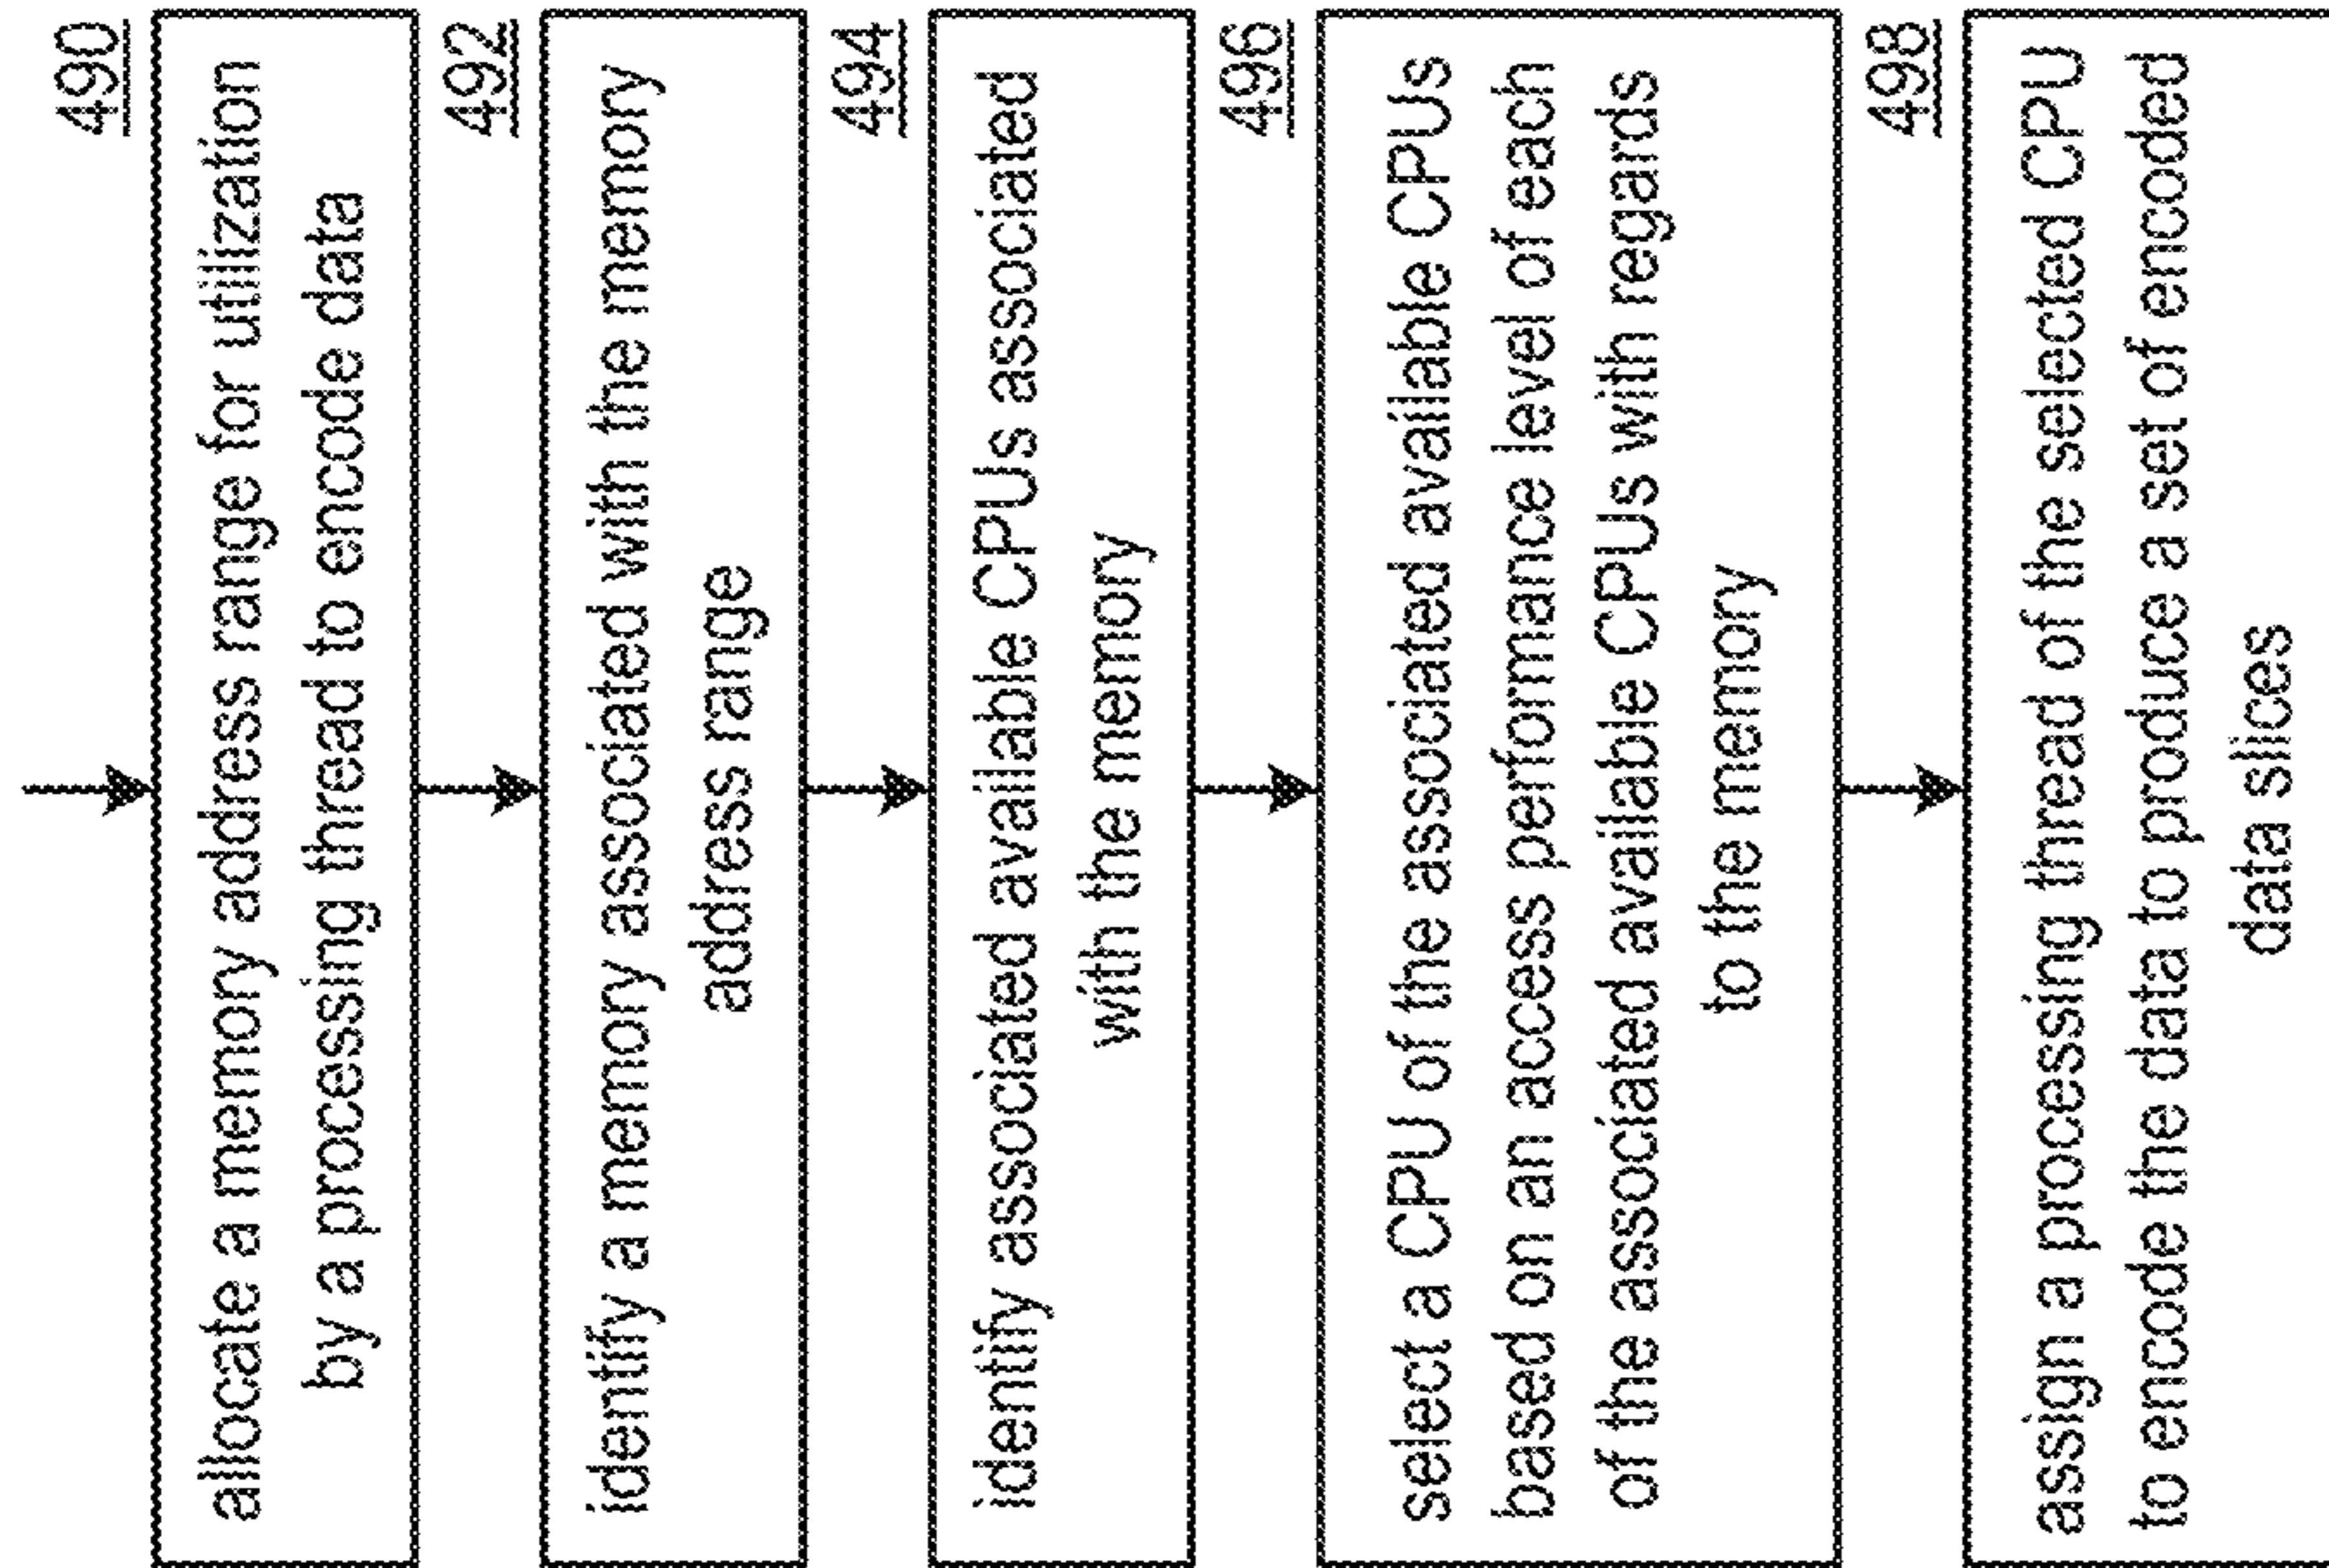 490
allocate a memory address range for utilization
by a processing thread to encode data
492
identify a memory associated with the memory
address range
494
identify associated available CPUs associated
with the memory
496
select a CPU of the associated available CPUs
based on an access performance level of each
of the associated available CPUs with regards
to the memory
498
assign a processing thread of the selected CPU
to encode the data to produce a set of encoded
data slices